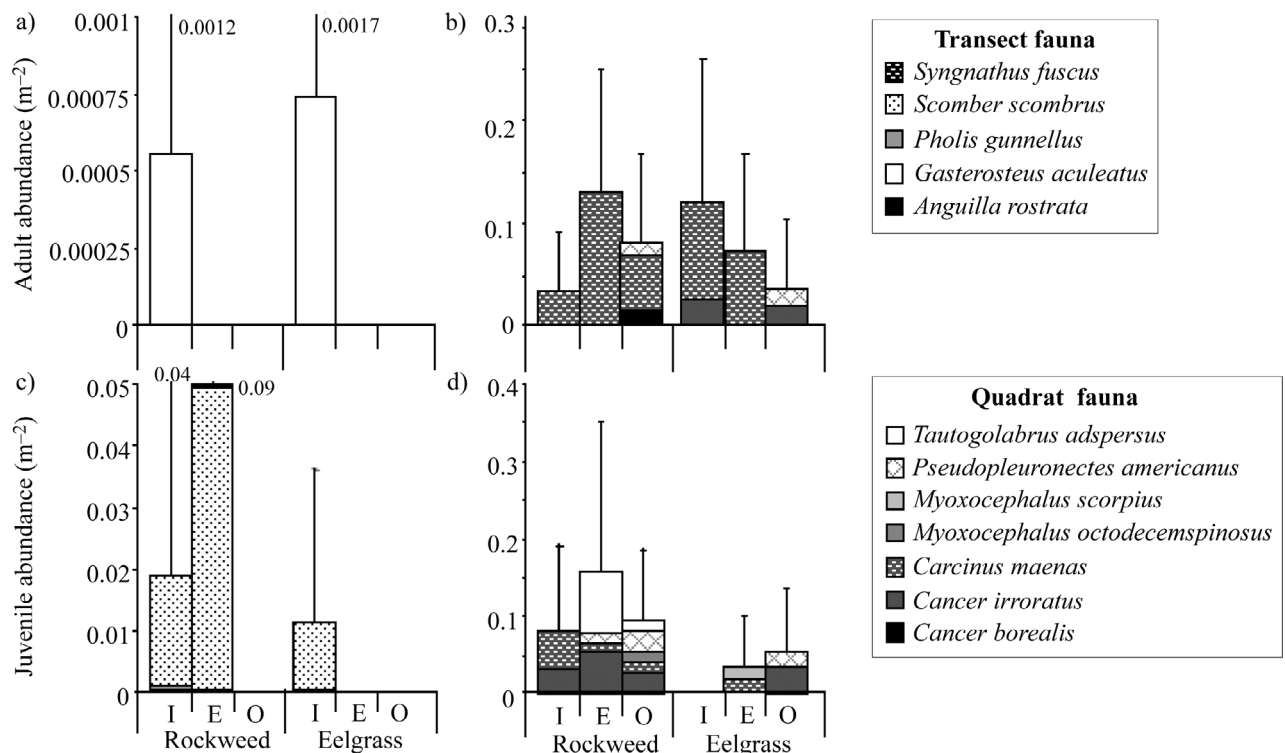 a)
Adult abundance (m⁻²)
0.001
0.00075
0.0005
0.00025
0
0.0012
0.0017
b)
0.3
0.2
0.1
0
Transect fauna
Syngnathus fuscus
Scomber scombrus
Pholis gunnellus
Gasterosteus aculeatus
Anguilla rostrata
c)
Juvenile abundance (m⁻²)
0.05
0.04
0.03
0.02
0.01
0
0.04
0.09
I E O I E O
Rockweed Eelgrass
d)
0.4
0.3
0.2
0.1
0
I E O I E O
Rockweed Eelgrass
Quadrat fauna
Tautogolabrus adspersus
Pseudopleuronectes americanus
Myoxocephalus scorpius
Myoxocephalus octodecemspinosus
Carcinus maenas
Cancer irroratus
Cancer borealis